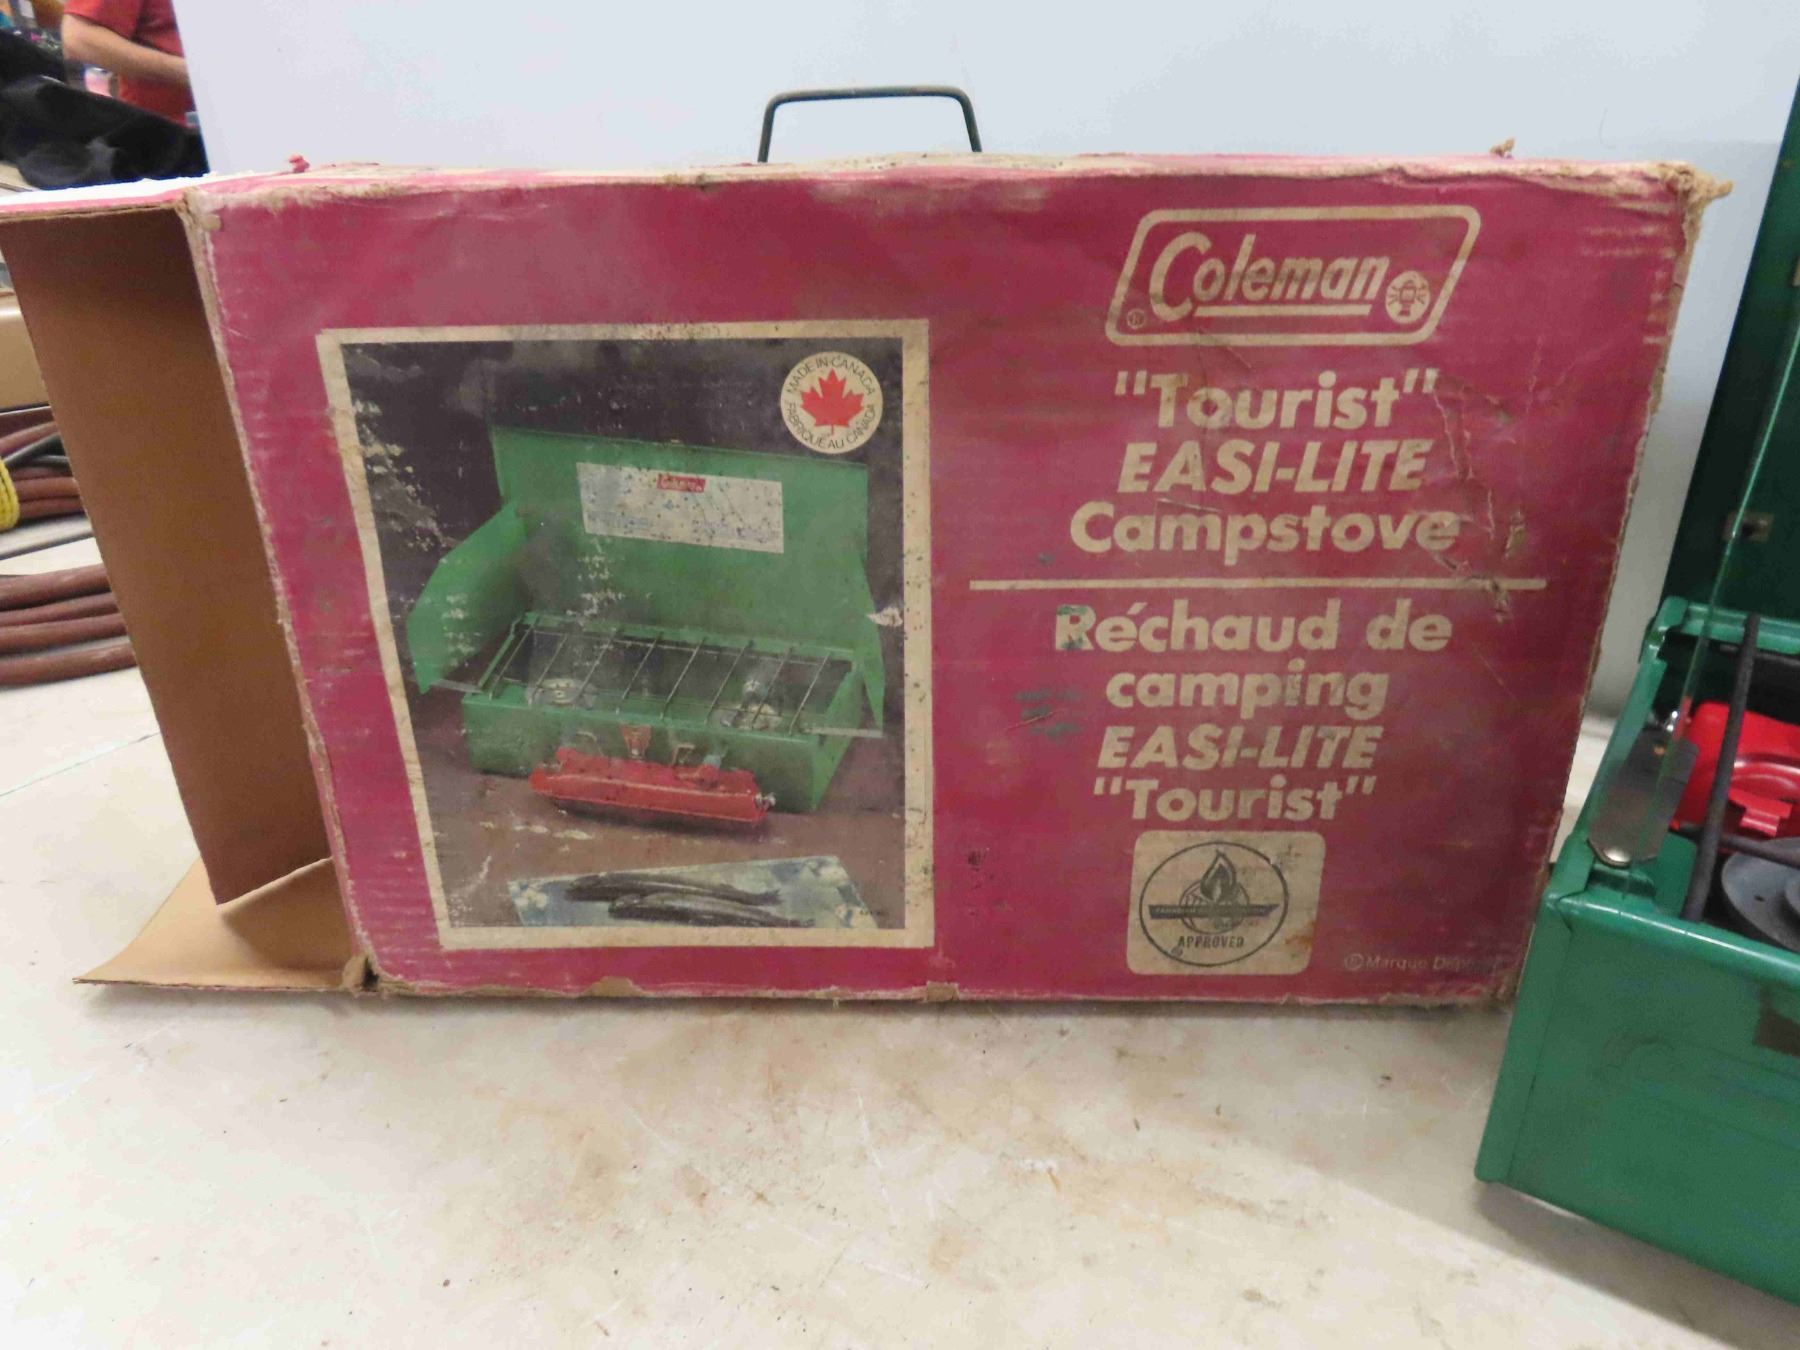 Coleman
"Tourist"
EASI-LITE
Campstove
Réchaud de
camping
EASI-LITE
"Tourist"
APPROVED
Marque
MADE IN CANADA
FABRIQUÉ AU CANADA
Coleman